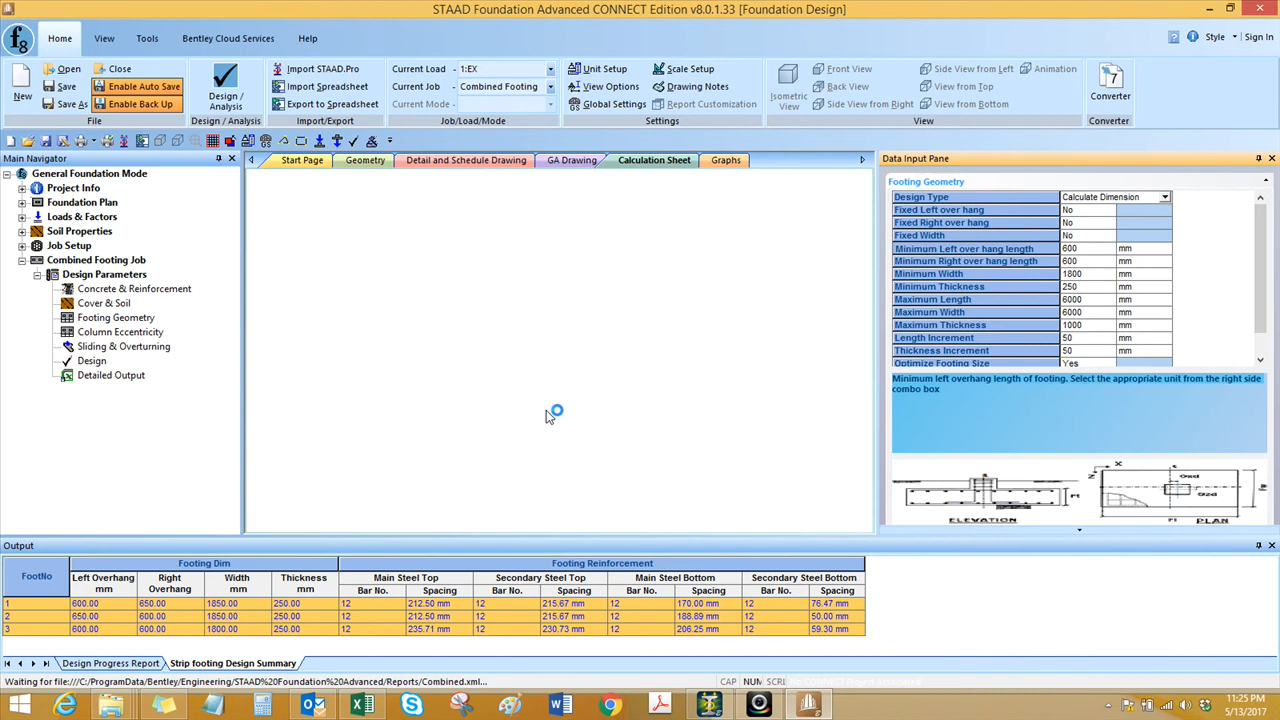 STAAD Foundation Advanced CONNECT Edition v8.0.1.33 [Foundation Design]
Home View Tools Bentley Cloud Services Help Style Sign In
New Open Save Save As Close Enable Auto Save Enable Back Up File
Design / Analysis Design / Analysis
Import STAAD.Pro Import Spreadsheet Export to Spreadsheet Import/Export
Current Load 1:EX
Current Job Combined Footing
Current Mode
Job/Load/Mode
Unit Setup View Options Global Settings Scale Setup Drawing Notes Report Customization Settings
Isometric View Front View Back View Side View from Right Side View from Left View from Top View from Bottom Animation View
Converter Converter
Main Navigator
General Foundation Mode
Project Info
Foundation Plan
Loads & Factors
Soil Properties
Job Setup
Combined Footing Job
Design Parameters
Concrete & Reinforcement
Cover & Soil
Footing Geometry
Column Eccentricity
Sliding & Overturning
Design
Detailed Output
Start Page Geometry Detail and Schedule Drawing GA Drawing Calculation Sheet Graphs
Data Input Pane
Footing Geometry
Design Type Calculate Dimension
Fixed Left over hang No
Fixed Right over hang No
Fixed Width No
Minimum Left over hang length 600 mm
Minimum Right over hang length 600 mm
Minimum Width 1800 mm
Minimum Thickness 250 mm
Maximum Length 6000 mm
Maximum Width 6000 mm
Maximum Thickness 1000 mm
Length Increment 50 mm
Thickness Increment 50 mm
Optimize Footing Size Yes
Minimum left overhang length of footing. Select the appropriate unit from the right side
combo box
X
ELEVATION PLAN
Output
FootNo Footing Dim Footing Reinforcement
Left Overhang mm Right Overhang Width mm Thickness mm Main Steel Top Secondary Steel Top Main Steel Bottom Secondary Steel Bottom
Bar No. Spacing Bar No. Spacing Bar No. Spacing Bar No. Spacing
1 600.00 650.00 1850.00 250.00 12 212.50 mm 12 215.67 mm 12 170.00 mm 12 76.47 mm
2 650.00 600.00 1850.00 250.00 12 212.50 mm 12 215.67 mm 12 188.89 mm 12 50.00 mm
3 600.00 600.00 1800.00 250.00 12 235.71 mm 12 230.73 mm 12 206.25 mm 12 59.30 mm
Design Progress Report Strip footing Design Summary
Waiting for file:///C:/ProgramData/Bentley/Engineering/STAAD%20Foundation%20Advanced/Reports/Combined.xml...
CAP NUM SCRL
11:25 PM
5/13/2017